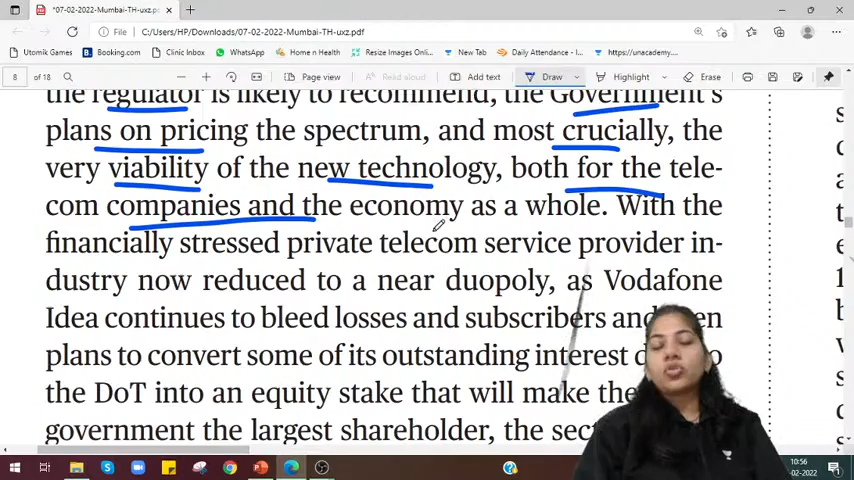 *07-02-2022-Mumbai-TH-uxz.pc
File
C:/Users/HP/Downloads/07-02-2022-Mumbai-TH-uxz.pdf
Utomik Games
Booking.com
Clinic Inbox
WhatsApp
Home n Health
Resize Images Onlin...
New Tab
Daily Attendance - I...
https://unacademy....
8 of 18
Page view
Read aloud
Add text
Draw
Highlight
Erase
the regulator is likely to recommend, the Government's
plans on pricing the spectrum, and most crucially, the
very viability of the new technology, both for the tele-
com companies and the economy as a whole. With the
financially stressed private telecom service provider in-
dustry now reduced to a near duopoly, as Vodafone
Idea continues to bleed losses and subscribers and
plans to convert some of its outstanding interest
the DoT into an equity stake that will make the
government the largest shareholder, the
10:56
07-02-2022